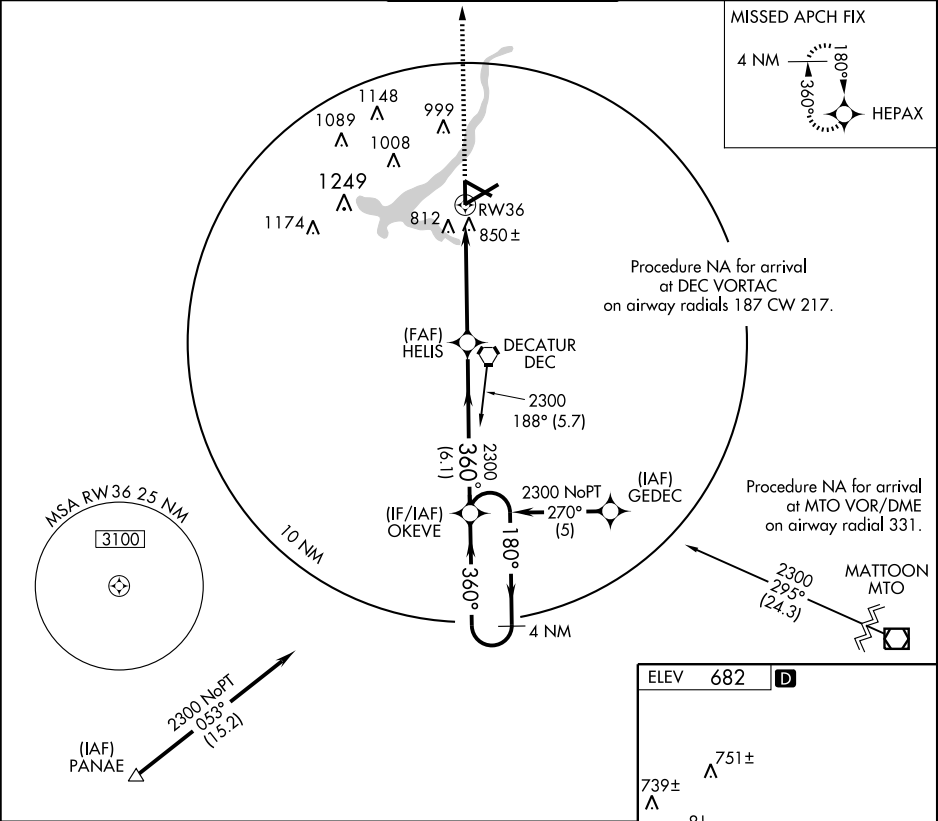 MISSED APCH FIX
4 NM
180°
360°
HEPAX
1148
1089
999
1008
1249
1174
812
RW36
850±
Procedure NA for arrival
at DEC VORTAC
on airway radials 187 CW 217.
(FAF)
HELIS
DECATUR
DEC
2300
188° (5.7)
2300
360°
(6.1)
(IF/IAF)
OKEVE
2300 NoPT
270°
(5)
(IAF)
GEDEC
180°
360°
4 NM
10 NM
Procedure NA for arrival
at MTO VOR/DME
on airway radial 331.
2300
295°
(24.3)
MATTOON
MTO
MSA RW36 25 NM
3100
2300 NoPT
053°
(15.2)
(IAF)
PANAE
ELEV 682 D
751±
739±